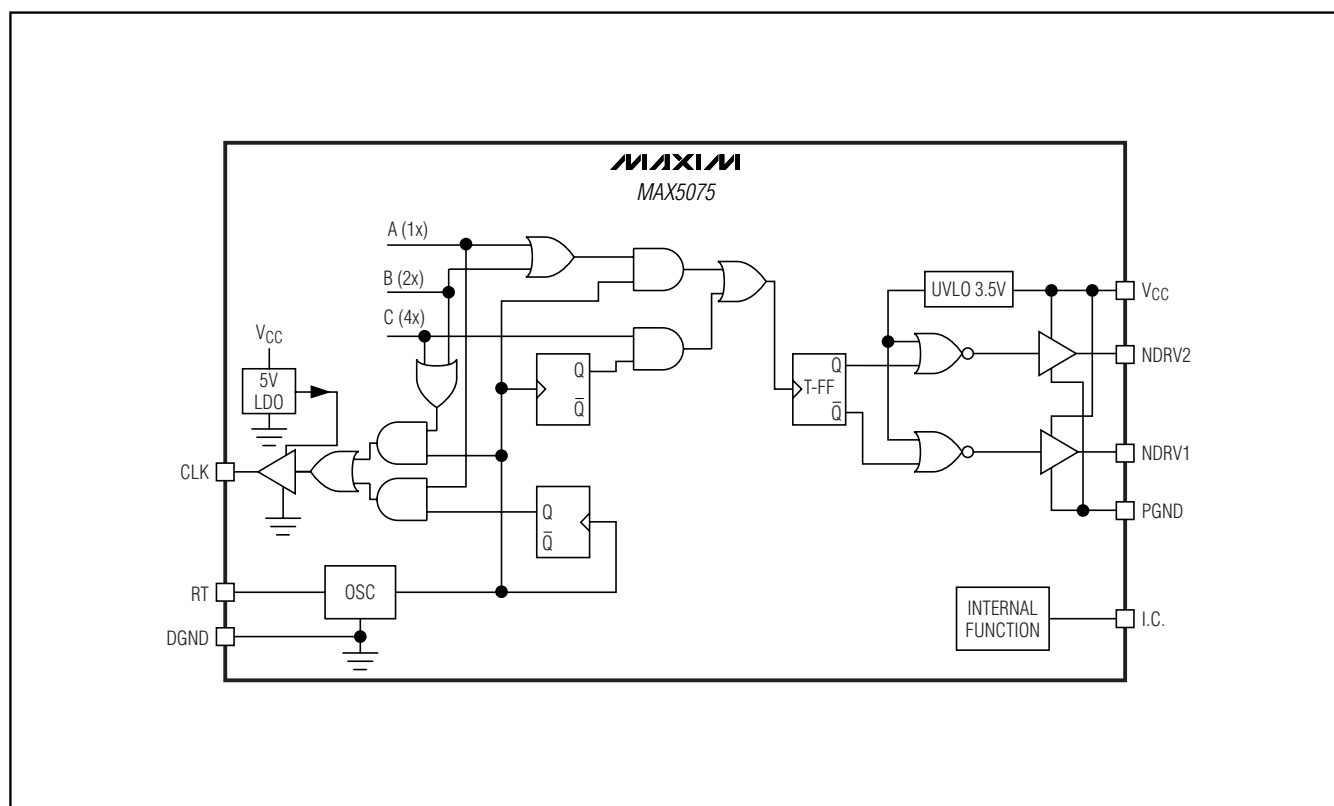 MAXIM
MAX5075
A (1x)
B (2x)
C (4x)
UVLO 3.5V
VCC
VCC
5V
LDO
Q
Q̅
T-FF
Q
Q̅
NDRV2
NDRV1
CLK
Q
Q̅
PGND
RT
OSC
DGND
INTERNAL
FUNCTION
I.C.